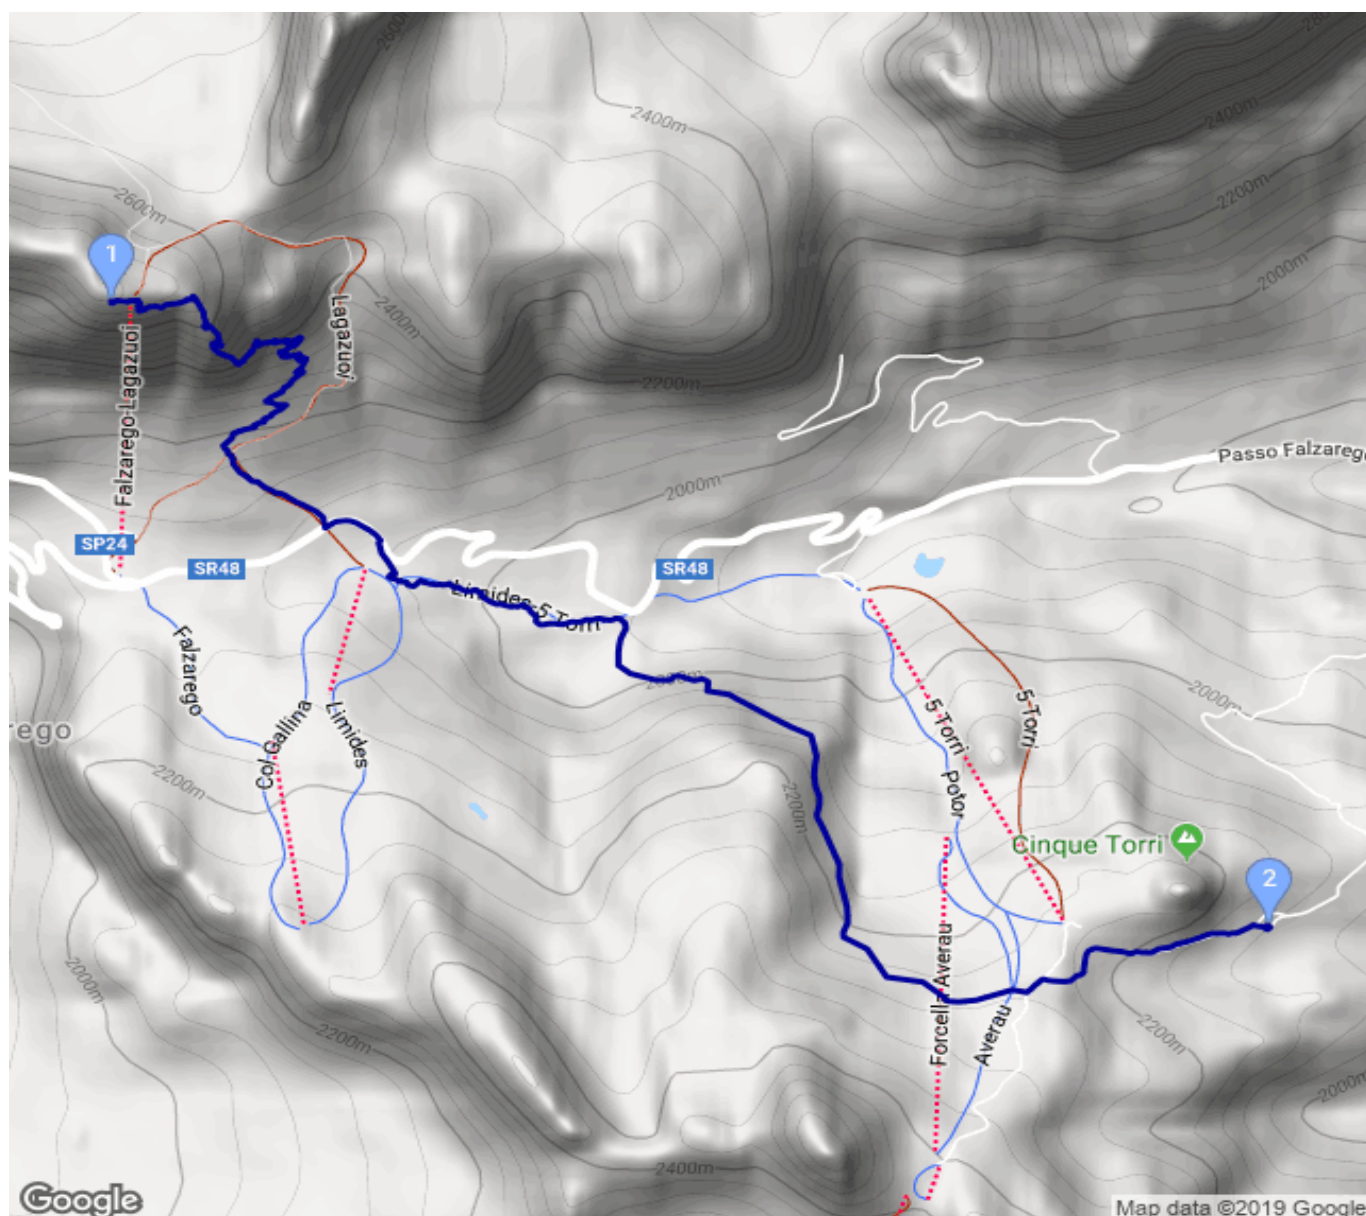 2600m
280
2400m
2400m
2200m
2600m
1
2000m
Lagazuoi
2400m
Falzarego-Lagazuoi
2200m
Passo Falzarego
2000m
SP24
SR48
SR48
Limides-5 Torri
Falzarego
2000m
2000m
rego
Col Gallina
Limides
5 Torri
5 Torri
2200m
2200m
Potor
Cinque Torri
2
2000m
Forcella Averau
Averau
2200m
2200m
2000m
2400m
Google
Map data ©2019 Google